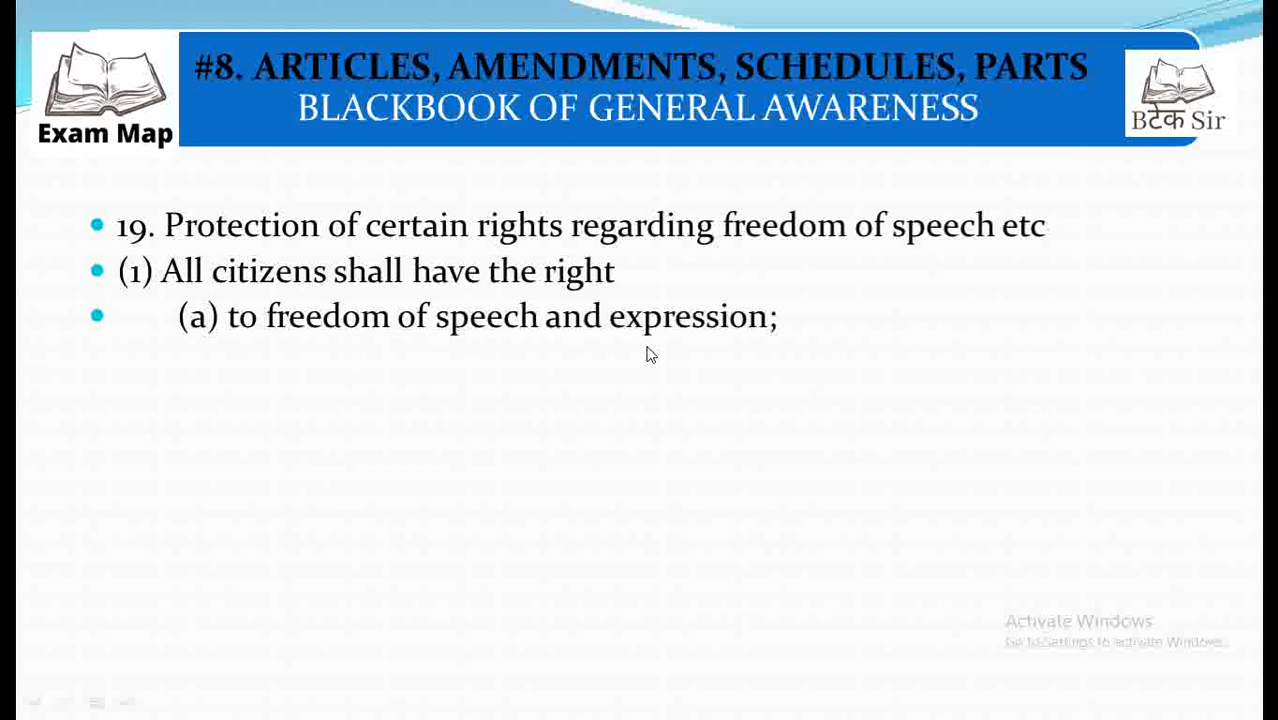 #8. ARTICLES, AMENDMENTS, SCHEDULES, PARTS
BLACKBOOK OF GENERAL AWARENESS
Exam Map
Bटेक Sir
19. Protection of certain rights regarding freedom of speech etc
(1) All citizens shall have the right
(a) to freedom of speech and expression;
Activate Windows
Go to Settings to activate Windows.